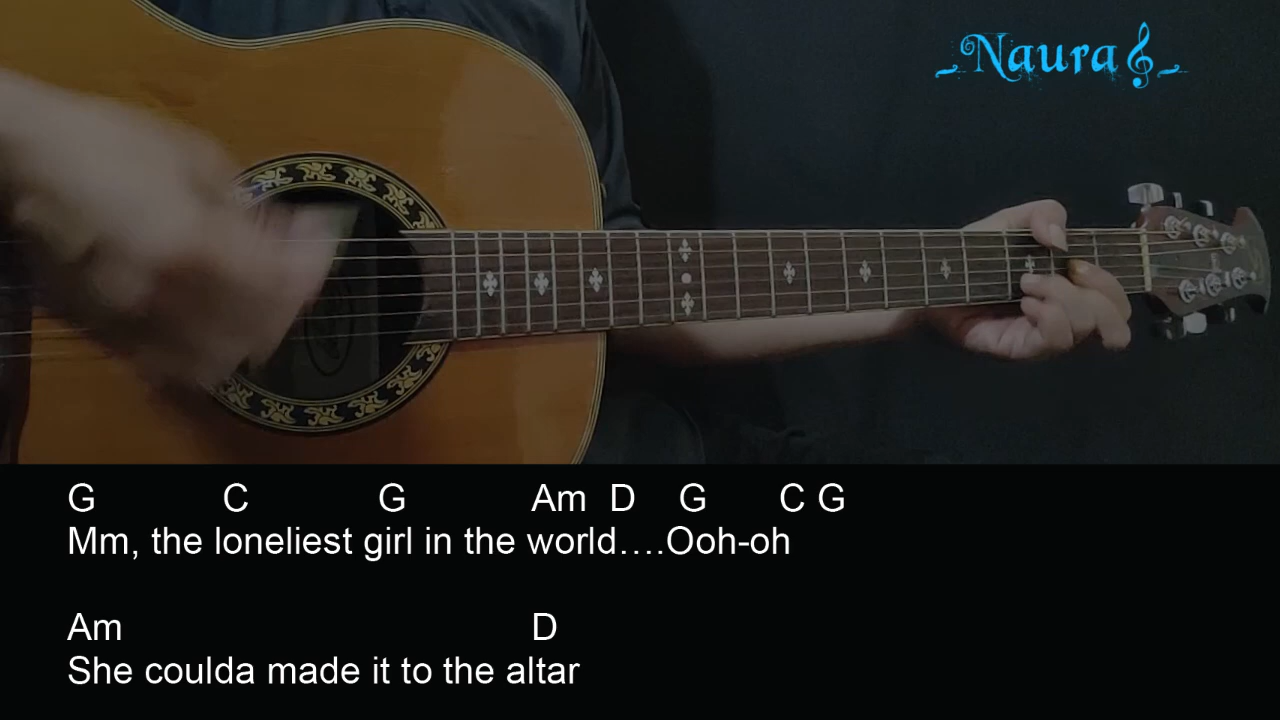 Naura
G C G Am D G C G
Mm, the loneliest girl in the world….Ooh-oh
Am D
She coulda made it to the altar